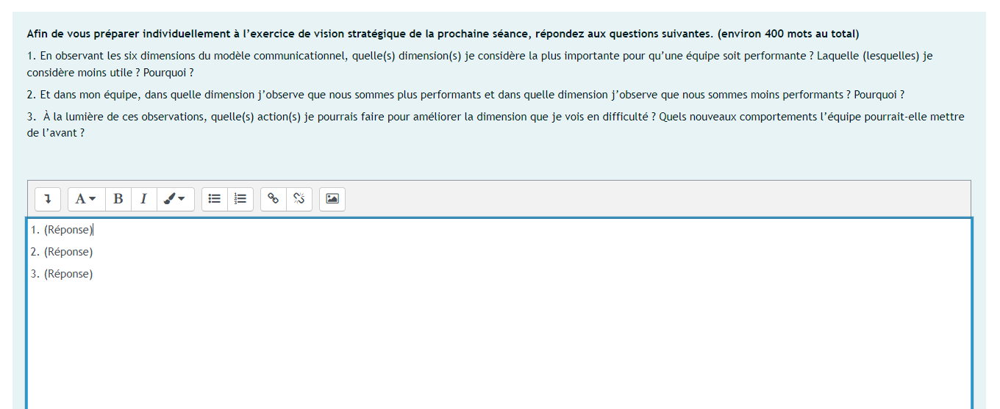 Afin de vous préparer individuellement à l’exercice de vision stratégique de la prochaine séance, répondez aux questions suivantes. (environ 400 mots au total)
1. En observant les six dimensions du modèle communicationnel, quelle(s) dimension(s) je considère la plus importante pour qu’une équipe soit performante ? Laquelle (lesquelles) je
considère moins utile ? Pourquoi ?
2. Et dans mon équipe, dans quelle dimension j’observe que nous sommes plus performants et dans quelle dimension j’observe que nous sommes moins performants ? Pourquoi ?
3. À la lumière de ces observations, quelle(s) action(s) je pourrais faire pour améliorer la dimension que je vois en difficulté ? Quels nouveaux comportements l’équipe pourrait-elle mettre
de l’avant ?
A B I
1. (Réponse)
2. (Réponse)
3. (Réponse)